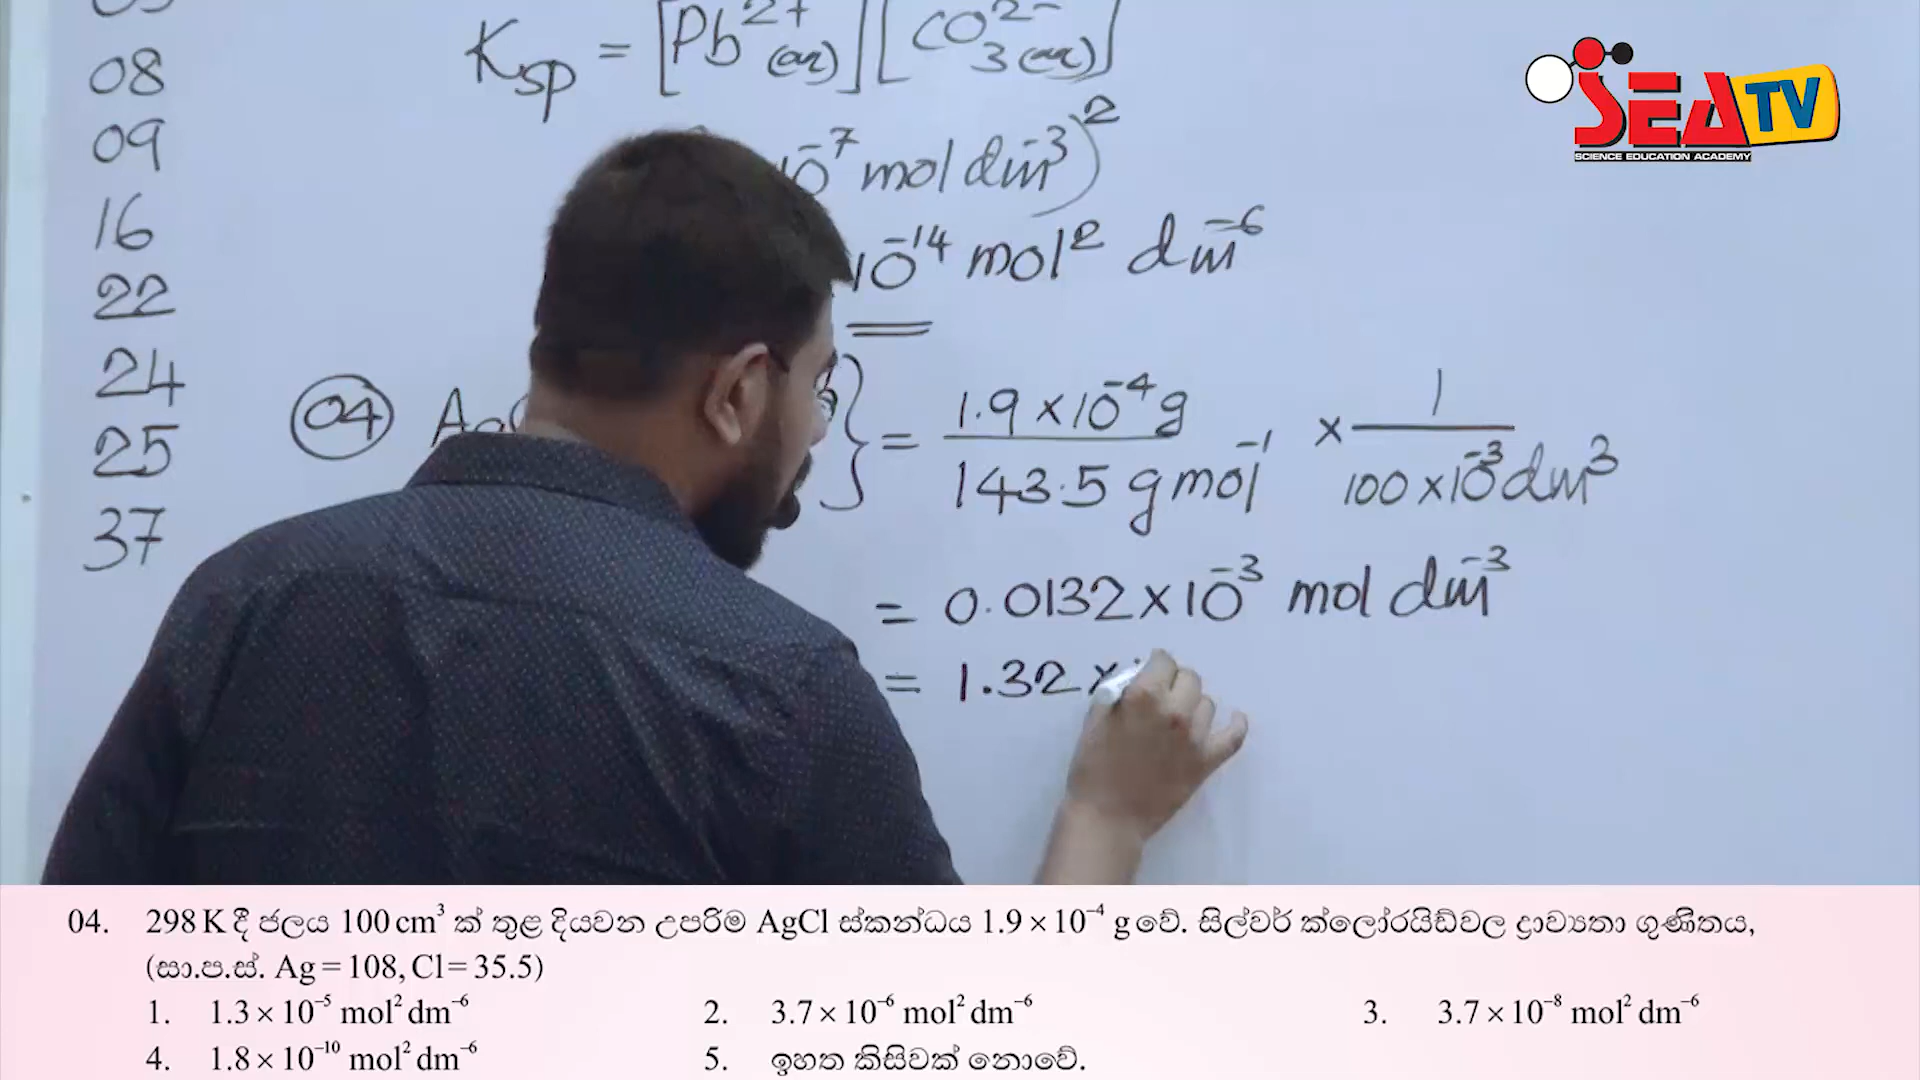 08
09
16
22
24
25
37
Ksp = [Pb²⁺(aq)][CO₃²⁻(aq)]
10⁻⁷ mol dm⁻³)²
10⁻¹⁴ mol² dm⁻⁶
04 } = 1.9 × 10⁻⁴ g / 143.5 g mol⁻¹ × 1 / 100 × 10⁻³ dm³
= 0.0132 × 10⁻³ mol dm⁻³
= 1.32 ×
SEA TV
SCIENCE EDUCATION ACADEMY
04. 298 K දී ජලය 100 cm³ ක් තුළ දියවන උපරිම AgCl ස්කන්ධය 1.9 × 10⁻⁴ g වේ. සිල්වර් ක්ලෝරයිඩ්වල ද්‍රාව්‍යතා ගුණිතය,
(සා.ප.ස්. Ag = 108, Cl = 35.5)
1. 1.3 × 10⁻⁵ mol² dm⁻⁶ 2. 3.7 × 10⁻⁶ mol² dm⁻⁶ 3. 3.7 × 10⁻⁸ mol² dm⁻⁶
4. 1.8 × 10⁻¹⁰ mol² dm⁻⁶ 5. ඉහත කිසිවක් නොවේ.